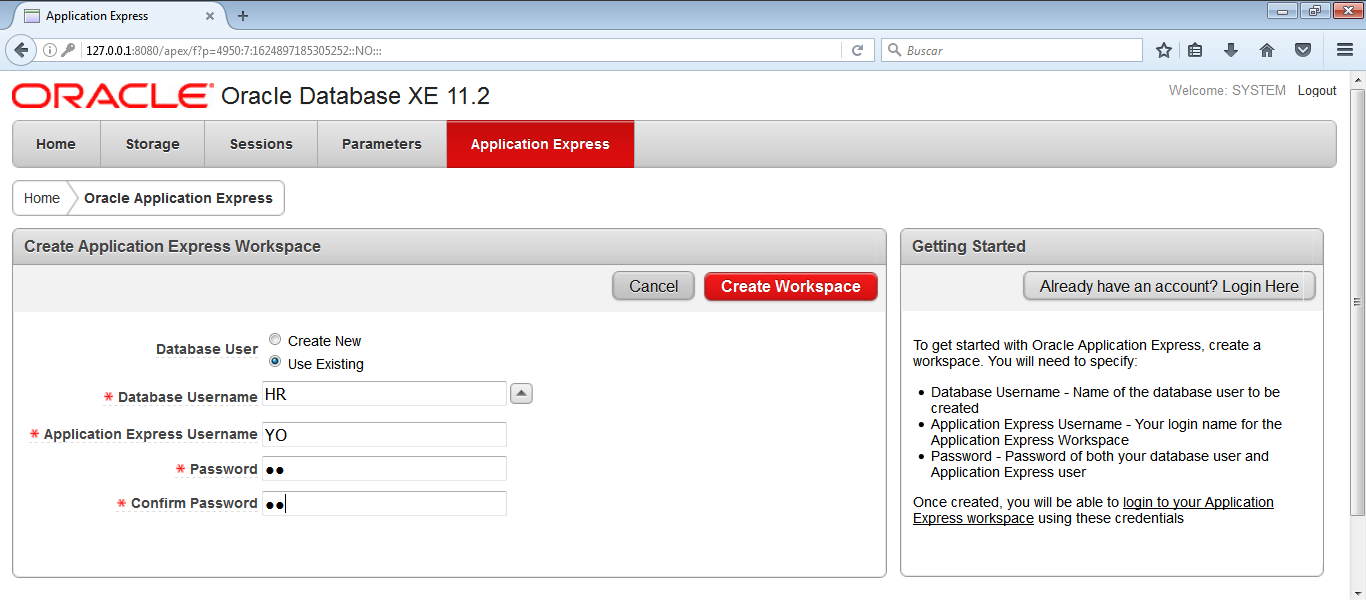 Application Express
127.0.0.1:8080/apex/f?p=4950:7:1624897185305252::NO:::
Buscar
ORACLE Oracle Database XE 11.2
Welcome: SYSTEM Logout
Home Storage Sessions Parameters Application Express
Home Oracle Application Express
Create Application Express Workspace
Cancel Create Workspace
Database User
Create New
Use Existing
* Database Username HR
* Application Express Username YO
* Password ●●
* Confirm Password ●●
Getting Started
Already have an account? Login Here
To get started with Oracle Application Express, create a
workspace. You will need to specify:
• Database Username - Name of the database user to be
created
• Application Express Username - Your login name for the
Application Express Workspace
• Password - Password of both your database user and
Application Express user
Once created, you will be able to login to your Application
Express workspace using these credentials